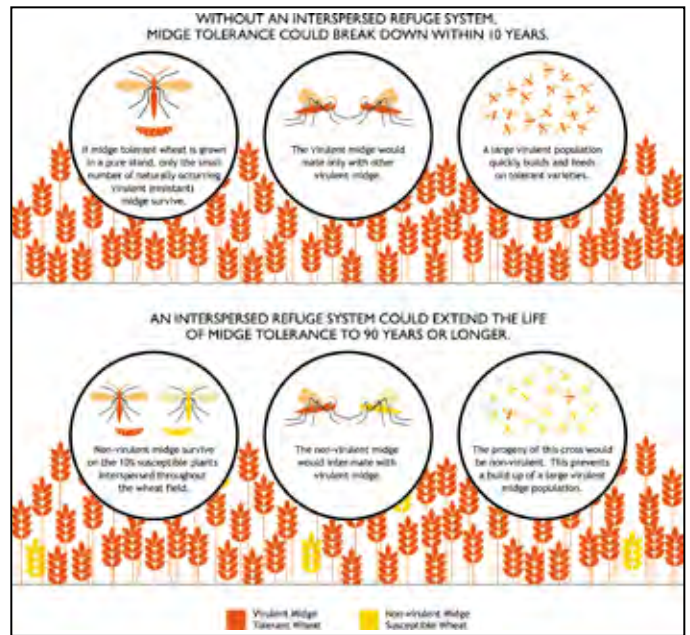 WITHOUT AN INTERSPERSED REFUGE SYSTEM,
MIDGE TOLERANCE COULD BREAK DOWN WITHIN 10 YEARS.
If midge tolerant wheat is grown
in a pure stand, only the small
number of naturally occurring
virulent (resistant)
midge survive.
The virulent midge would
mate only with other
virulent midge.
A large virulent population
quickly builds and feeds
on tolerant varieties.
AN INTERSPERSED REFUGE SYSTEM COULD EXTEND THE LIFE
OF MIDGE TOLERANCE TO 90 YEARS OR LONGER.
Non-virulent midge survive
on the 10% susceptible plants
interspersed throughout
the wheat field.
The non-virulent midge
would inter-mate with
virulent midge.
The progeny of this cross would
be non-virulent. This prevents
a build up of a large virulent
midge population.
Virulent Midge
Tolerant Wheat
Non-virulent Midge
Susceptible Wheat